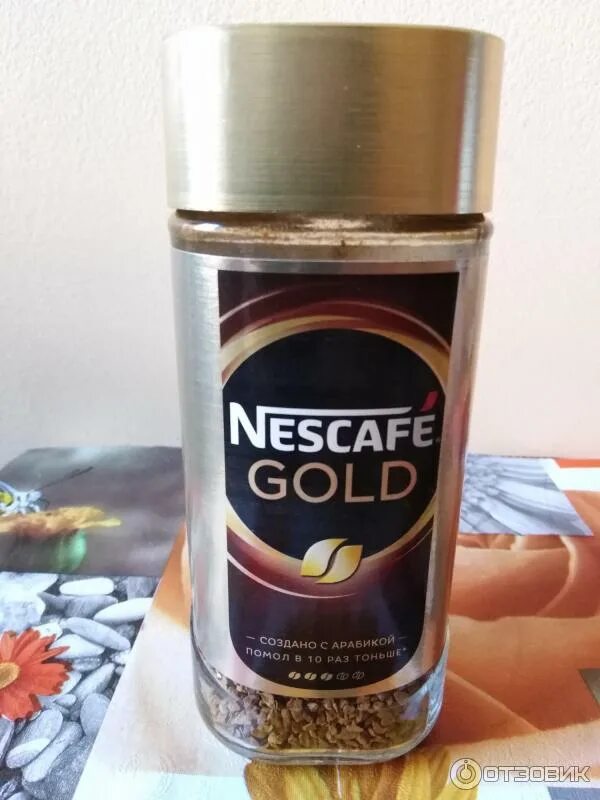 NESCAFÉ
GOLD
СОЗДАНО С АРАБИКОЙ
ПОМОЛ В 10 РАЗ ТОНЬШЕ*
ОТЗОВИК